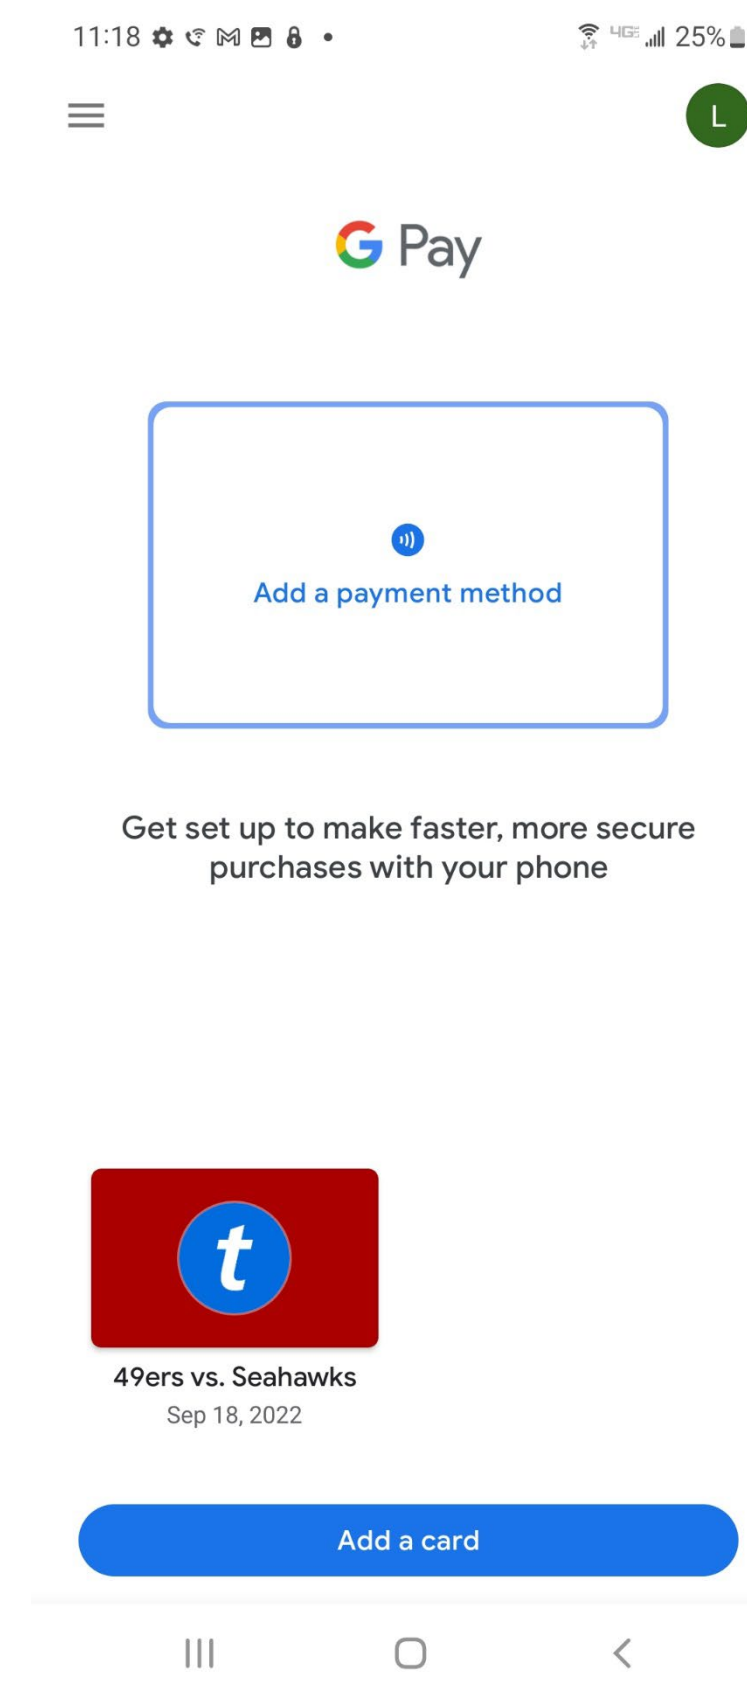 11:18 4GE 25%
L
G Pay
Add a payment method
Get set up to make faster, more secure
purchases with your phone
t
49ers vs. Seahawks
Sep 18, 2022
Add a card